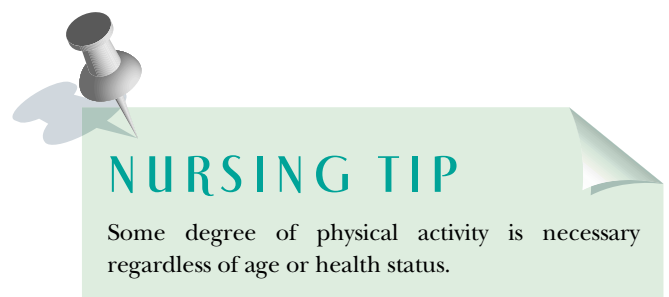 NURSING TIP
Some degree of physical activity is necessary
regardless of age or health status.